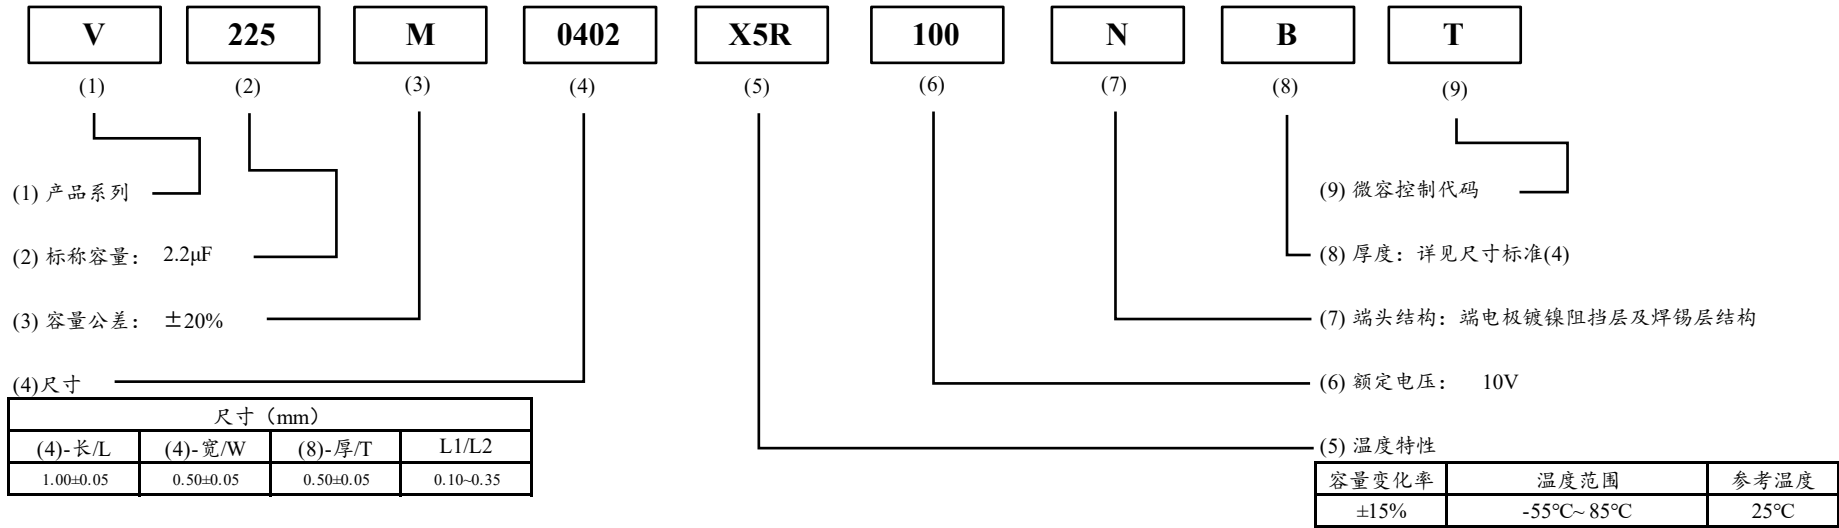 V 225 M 0402 X5R 100 N B T
(1) (2) (3) (4) (5) (6) (7) (8) (9)
(1) 产品系列
(9) 微容控制代码
(2) 标称容量： 2.2μF
(8) 厚度：详见尺寸标准(4)
(3) 容量公差： ±20%
(7) 端头结构：端电极镀镍阻挡层及焊锡层结构
(4)尺寸
(6) 额定电压： 10V
尺寸（mm）
(4)-长/L (4)-宽/W (8)-厚/T L1/L2
1.00±0.05 0.50±0.05 0.50±0.05 0.10~0.35
(5) 温度特性
容量变化率 温度范围 参考温度
±15% -55℃~ 85℃ 25℃